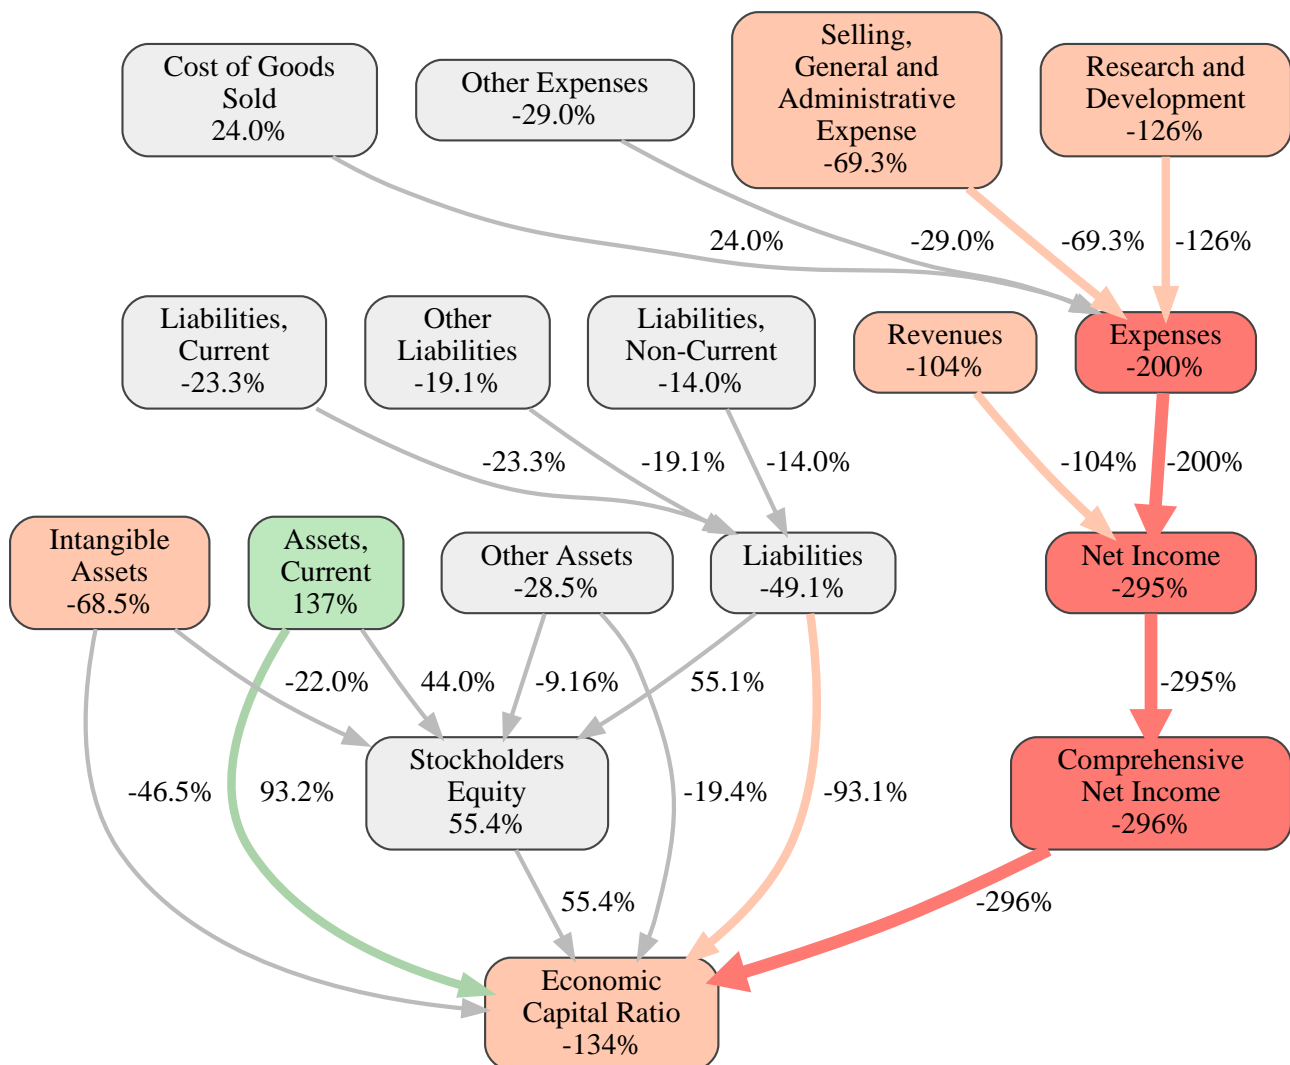 Cost of Goods
Sold
24.0%
Other Expenses
-29.0%
Selling,
General and
Administrative
Expense
-69.3%
Research and
Development
-126%
24.0%
-29.0%
-69.3%
-126%
Liabilities,
Current
-23.3%
Other
Liabilities
-19.1%
Liabilities,
Non-Current
-14.0%
Revenues
-104%
Expenses
-200%
-23.3%
-19.1%
-14.0%
-104%
-200%
Intangible
Assets
-68.5%
Assets,
Current
137%
Other Assets
-28.5%
Liabilities
-49.1%
Net Income
-295%
-22.0%
44.0%
-9.16%
55.1%
-295%
Stockholders
Equity
55.4%
Comprehensive
Net Income
-296%
-46.5%
93.2%
-19.4%
-93.1%
55.4%
-296%
Economic
Capital Ratio
-134%